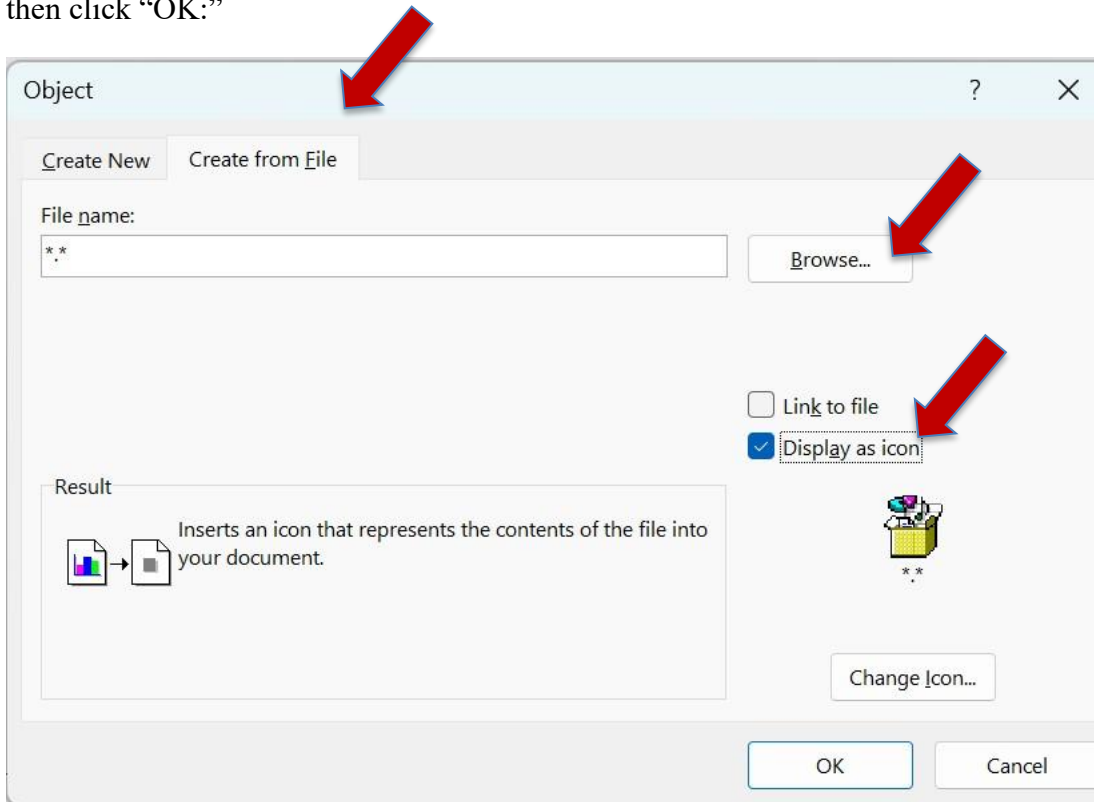 then click “OK:”
Object
?
Create New
Create from File
File name:
*.*
Browse...
Link to file
Display as icon
Result
Inserts an icon that represents the contents of the file into
your document.
*.*
Change Icon...
OK
Cancel